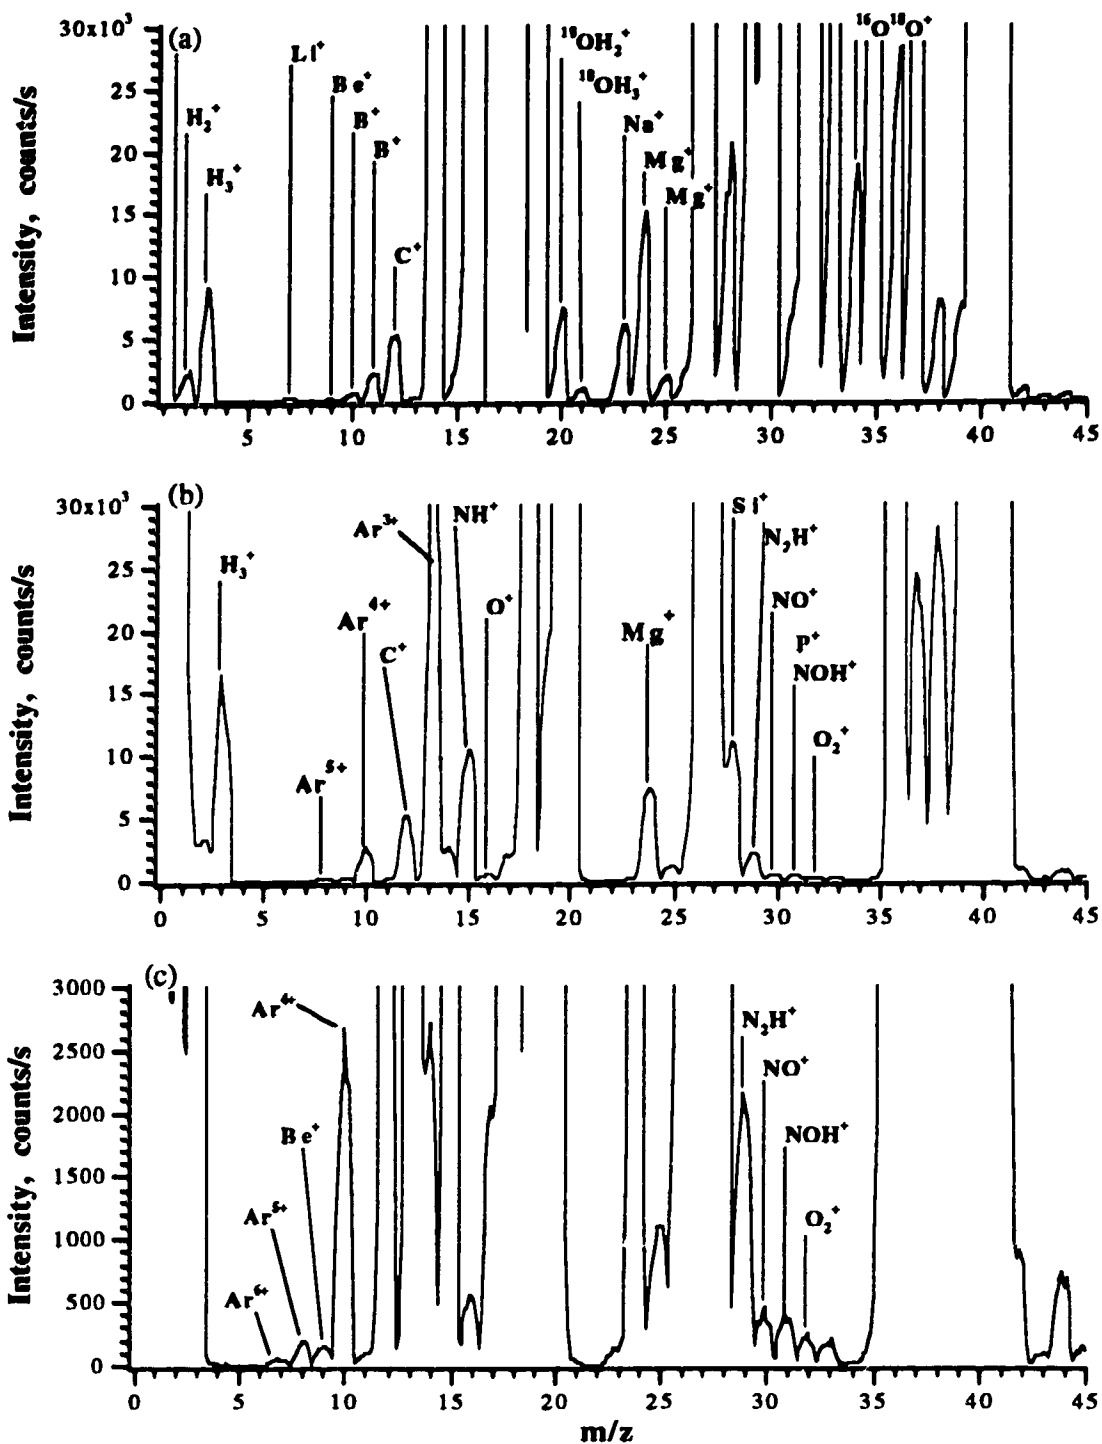 (a)
30x10³
25
20
15
10
5
0
Intensity, counts/s
H₂⁺
H₃⁺
Li⁺
Be⁺
B⁺
B⁺
C⁺
¹⁸OH₂⁺
¹⁸OH₃⁺
Na⁺
Mg⁺
Mg⁺
¹⁶O¹⁸O⁺
5 10 15 20 25 30 35 40 45
(b)
30x10³
25
20
15
10
5
0
Intensity, counts/s
H₃⁺
Ar⁵⁺
Ar⁴⁺
C⁺
Ar³⁺
NH⁺
O⁺
Mg⁺
Si⁺
N₂H⁺
NO⁺
P⁺
NOH⁺
O₂⁺
0 5 10 15 20 25 30 35 40 45
(c)
3000
2500
2000
1500
1000
500
0
Intensity, counts/s
Ar⁴⁺
Be⁺
Ar⁵⁺
Ar⁶⁺
N₂H⁺
NO⁺
NOH⁺
O₂⁺
0 5 10 15 20 25 30 35 40 45
m/z